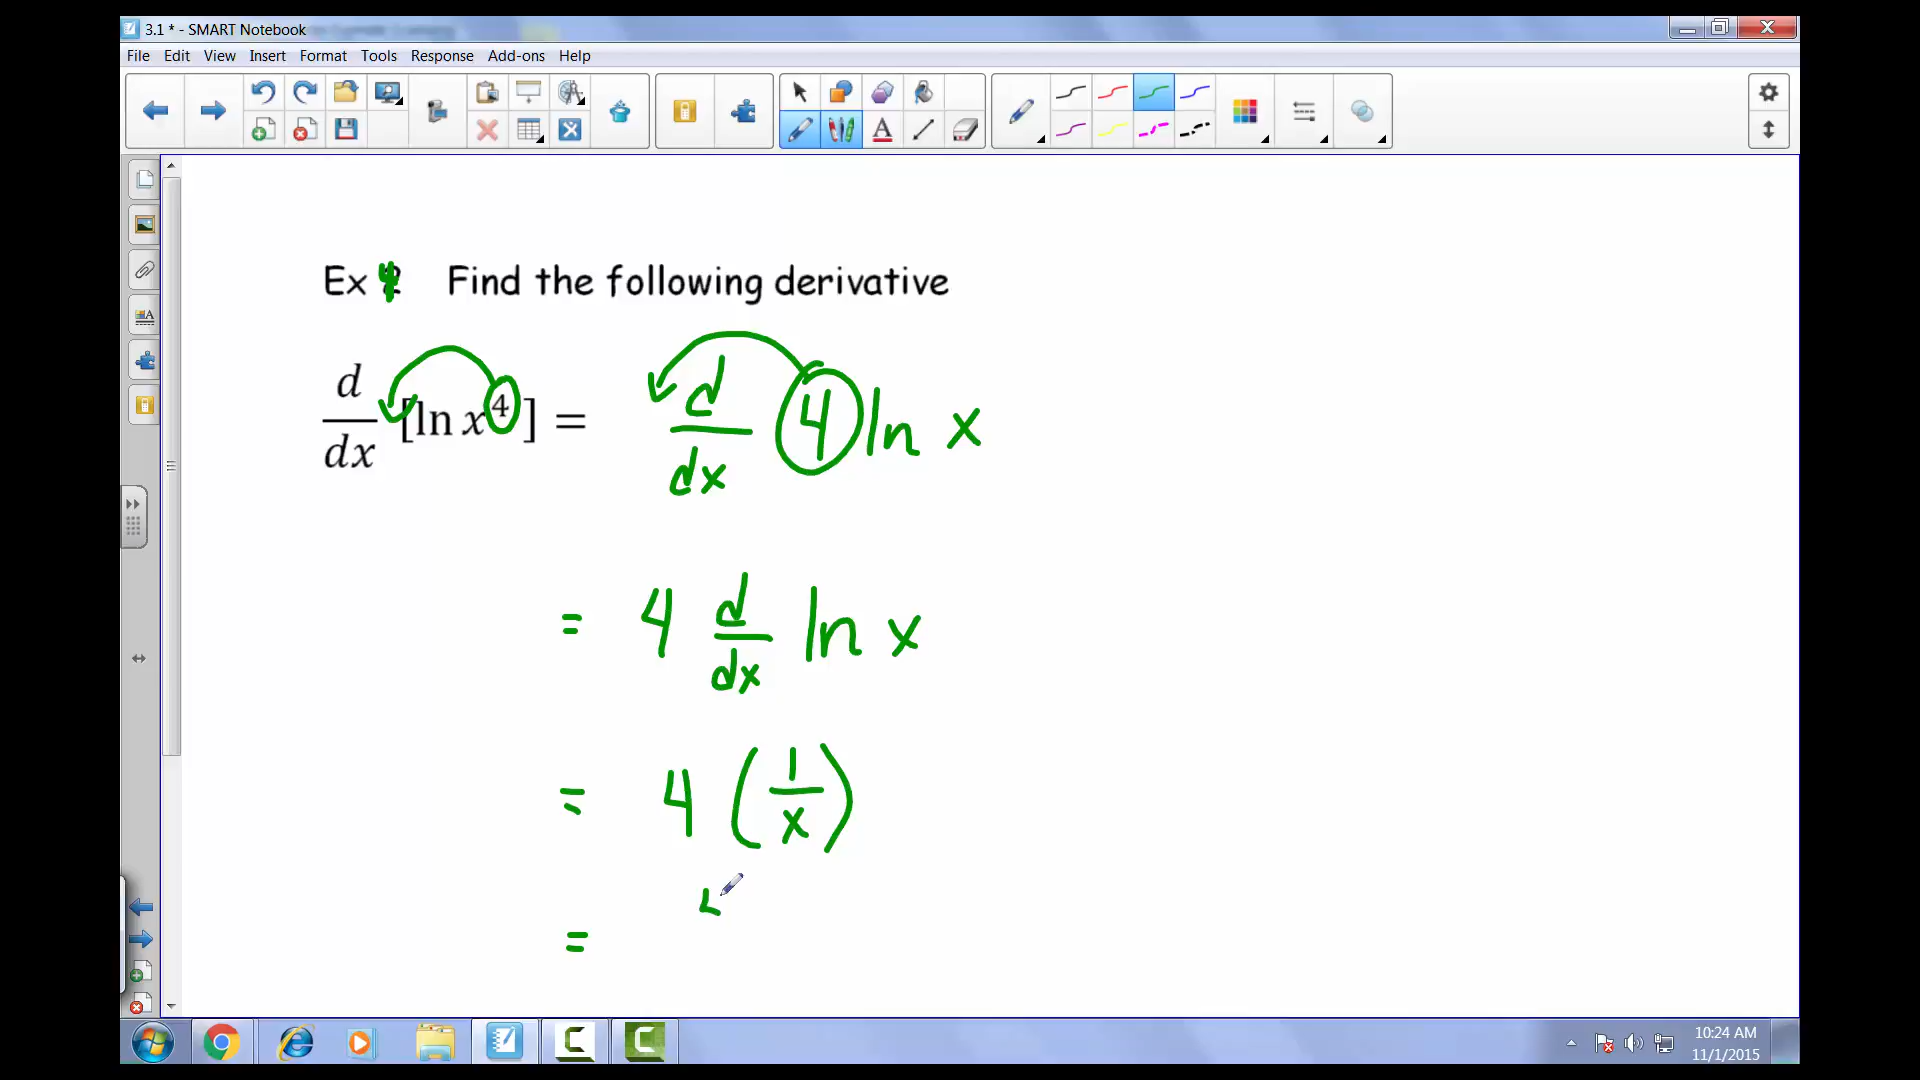 3.1 * - SMART Notebook
File Edit View Insert Format Tools Response Add-ons Help
Ex 4 Find the following derivative
d/dx [ln x⁴] = d/dx 4 ln x
= 4 d/dx ln x
= 4 (1/x)
=
10:24 AM
11/1/2015